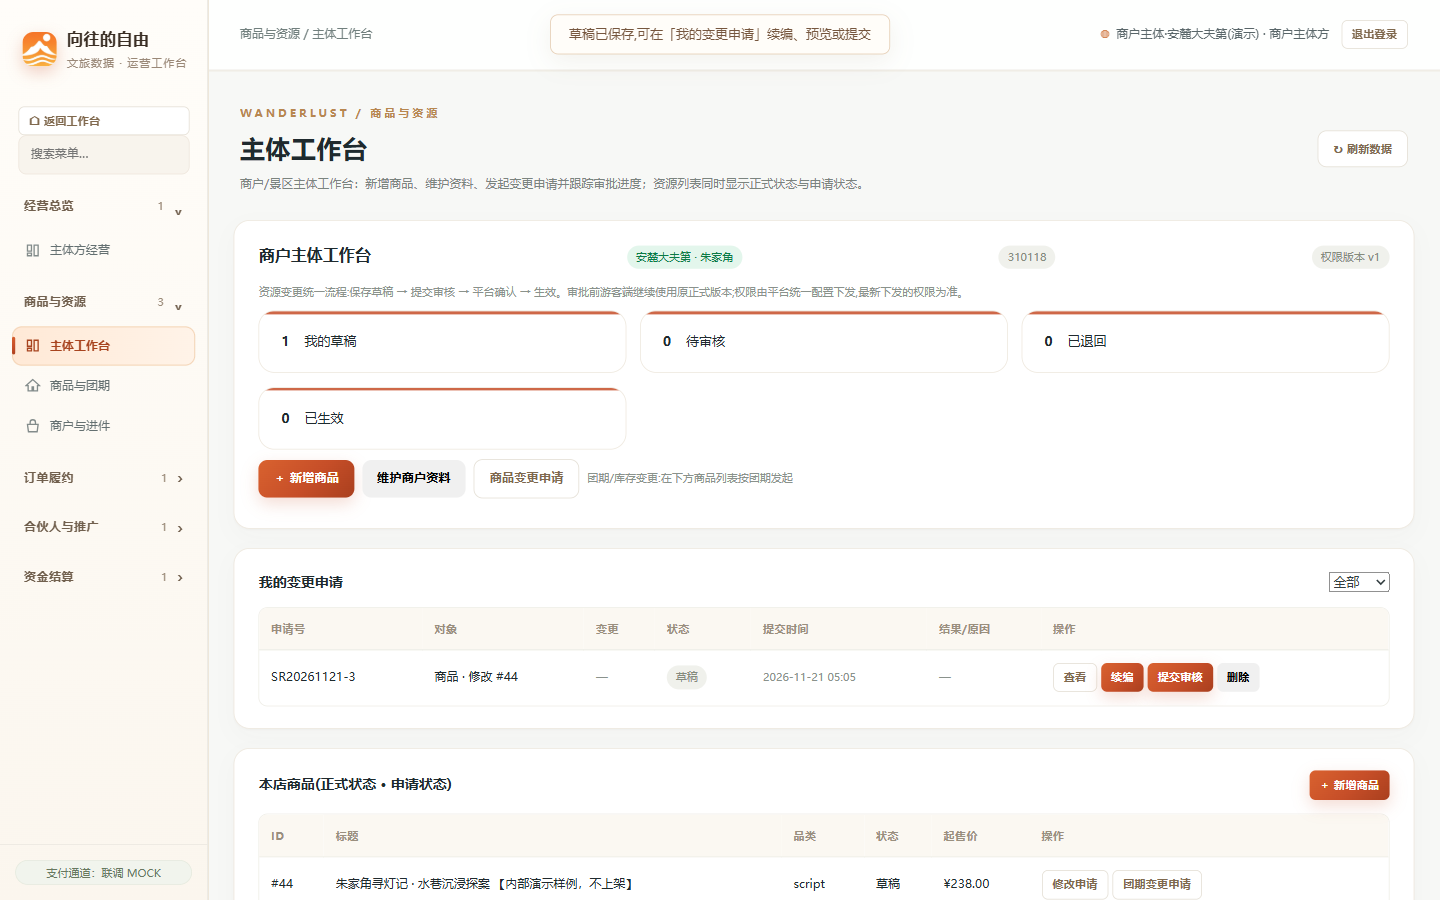 向往的自由
文旅数据 · 运营工作台
返回工作台
搜索菜单...
经营总览 1
主体方经营
商品与资源 3
主体工作台
商品与团期
商户与进件
订单履约 1
合伙人与推广 1
资金结算 1
支付通道：联调 MOCK
商品与资源 / 主体工作台
草稿已保存,可在「我的变更申请」续编、预览或提交
商户主体·安麓大夫第(演示) · 商户主体方
退出登录
WANDERLUST / 商品与资源
主体工作台
商户/景区主体工作台：新增商品、维护资料、发起变更申请并跟踪审批进度；资源列表同时显示正式状态与申请状态。
↻ 刷新数据
商户主体工作台
安麓大夫第 · 朱家角
310118
权限版本 v1
资源变更统一流程:保存草稿 → 提交审核 → 平台确认 → 生效。审批前游客端继续使用原正式版本;权限由平台统一配置下发,最新下发的权限为准。
1 我的草稿
0 待审核
0 已退回
0 已生效
+ 新增商品
维护商户资料
商品变更申请
团期/库存变更:在下方商品列表按团期发起
我的变更申请
全部
申请号 对象 变更 状态 提交时间 结果/原因 操作
SR20261121-3 商品 · 修改 #44 — 草稿 2026-11-21 05:05 — 查看 续编 提交审核 删除
本店商品(正式状态 • 申请状态)
+ 新增商品
ID 标题 品类 状态 起售价 操作
#44 朱家角寻灯记 · 水巷沉浸探案 【内部演示样例，不上架】 script 草稿 ¥238.00 修改申请 团期变更申请